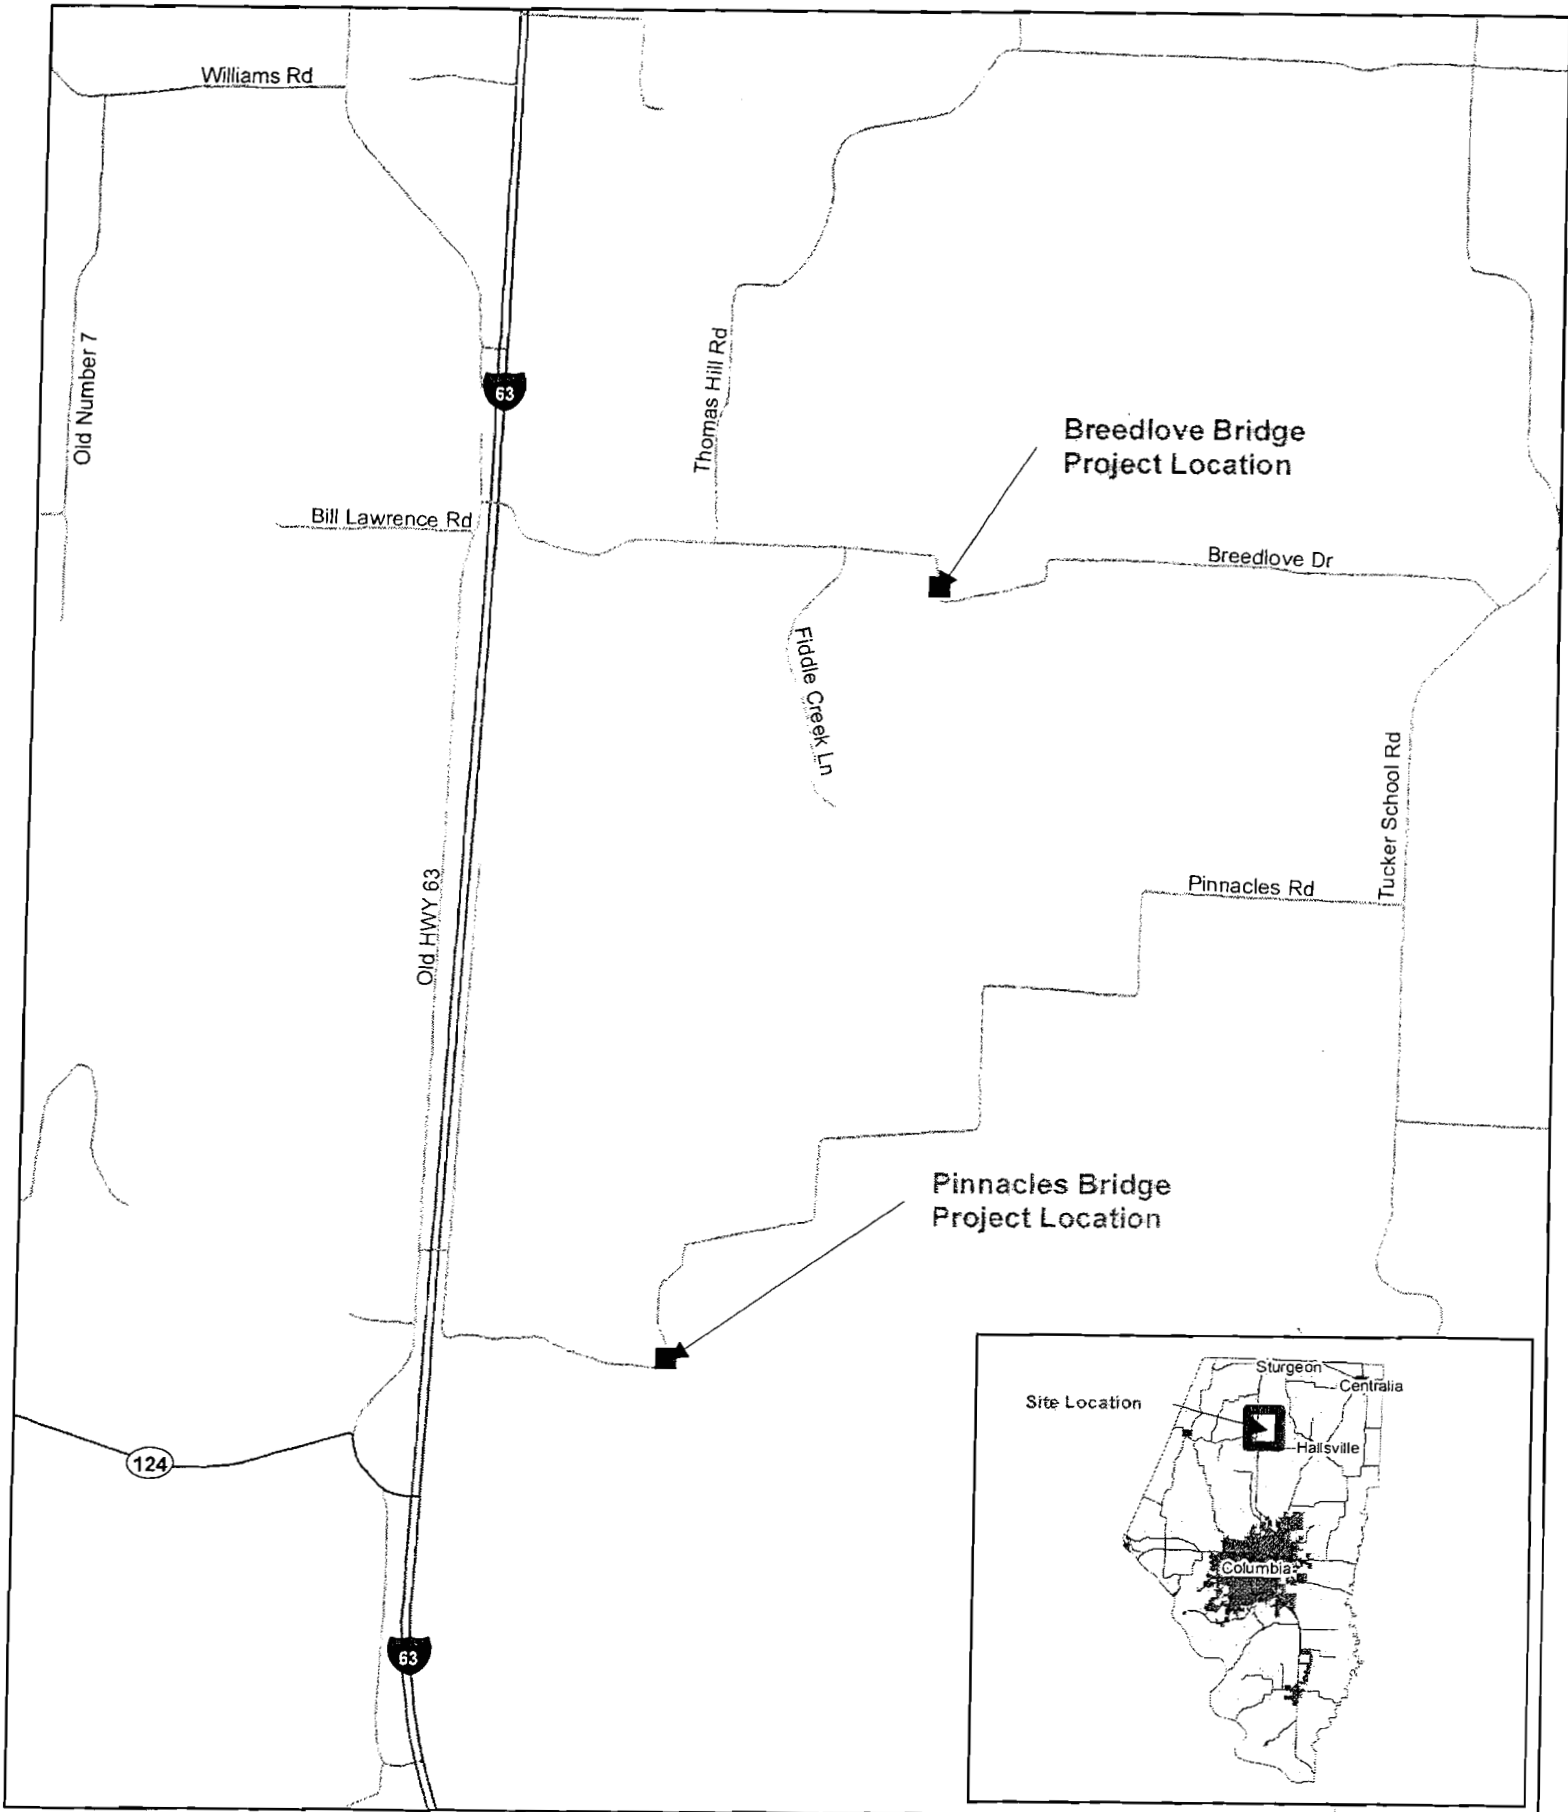 Williams Rd
Old Number 7
63
Thomas Hill Rd
Breedlove Bridge
Project Location
Bill Lawrence Rd
Breedlove Dr
Fiddle Creek Ln
Tucker School Rd
Old HWY 63
Pinnacles Rd
Pinnacles Bridge
Project Location
124
63
Sturgeon
Centralia
Site Location
Hallsville
Columbia